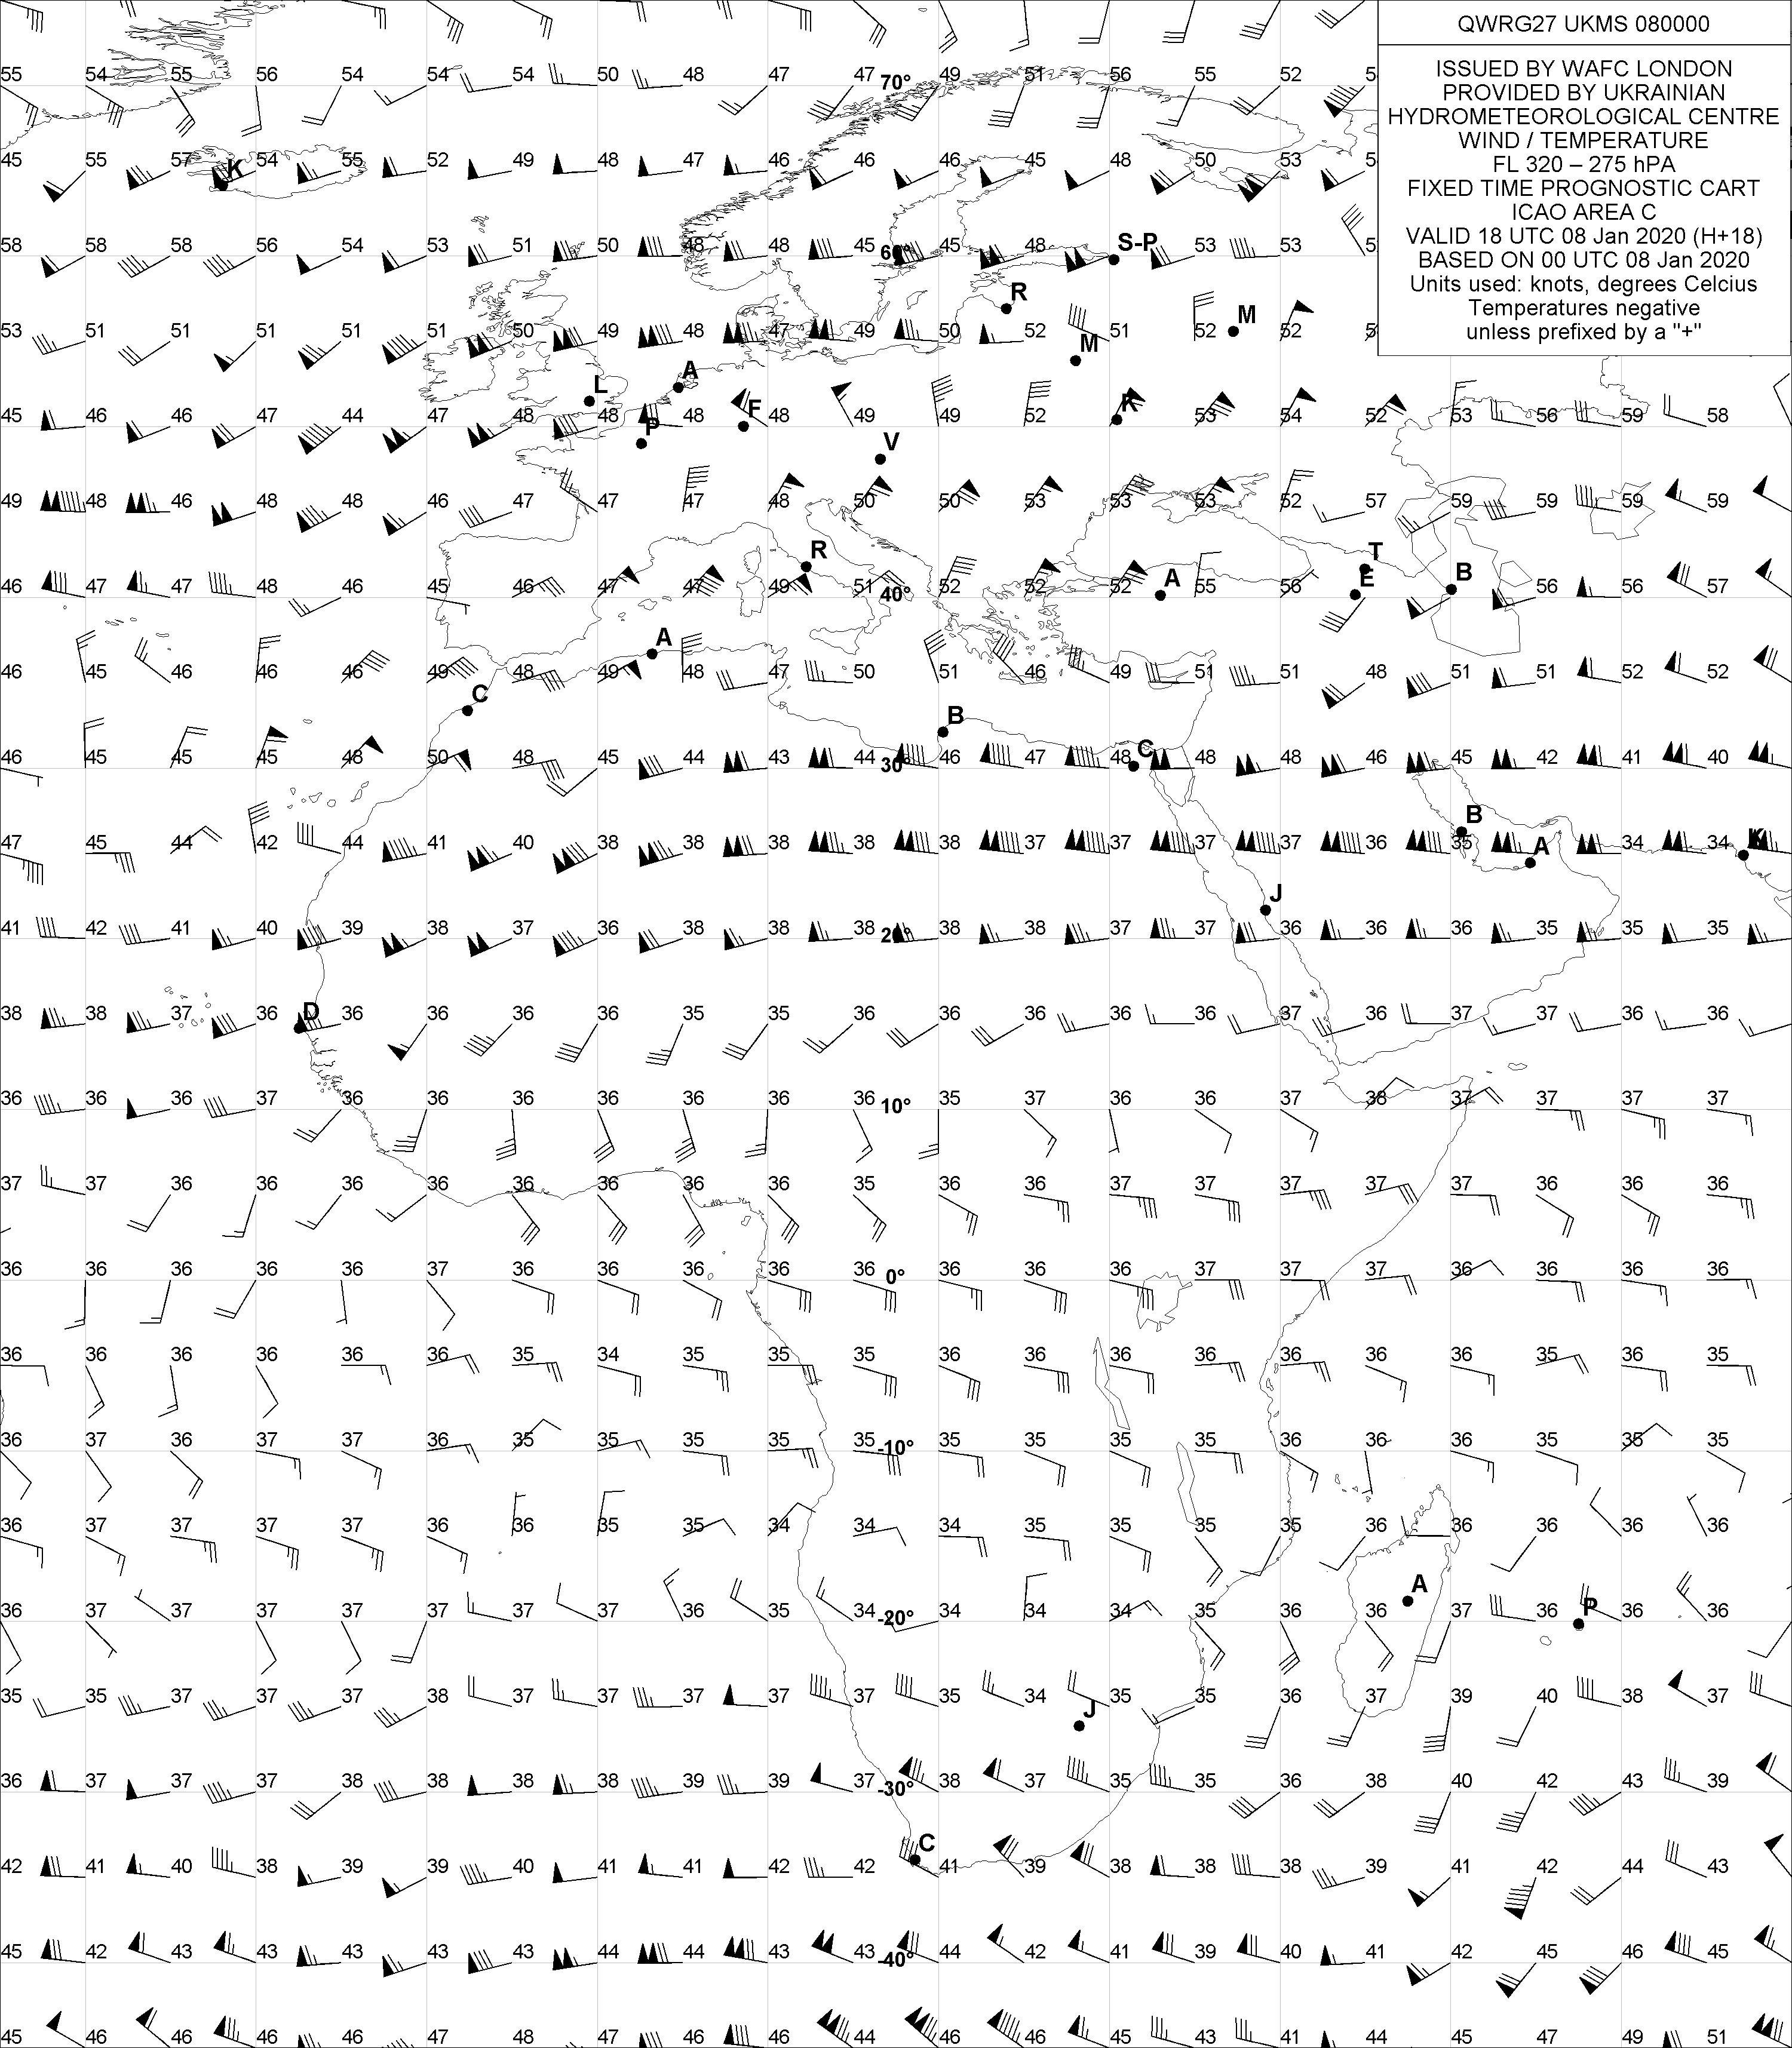 QWRG27 UKMS 080000
ISSUED BY WAFC LONDON
PROVIDED BY UKRAINIAN
HYDROMETEOROLOGICAL CENTRE
WIND / TEMPERATURE
FL 320 – 275 hPA
FIXED TIME PROGNOSTIC CART
ICAO AREA C
VALID 18 UTC 08 Jan 2020 (H+18)
BASED ON 00 UTC 08 Jan 2020
Units used: knots, degrees Celcius
Temperatures negative
unless prefixed by a "+"
55 54 55 56 54 54 54 50 48 47 47 70° 49 51 56 55 52
45 55 57 K 54 55 52 49 48 47 46 46 46 45 48 50 53
58 58 58 56 54 53 51 50 48 48 45 60° 45 48 S-P 53 53
R
53 51 51 51 51 51 50 49 48 47 49 50 52 51 52 M 52
M
A
L
45 46 46 47 44 48 48 48 P 48 F 48 49 49 52 K 53 54 52 53 56 59 58
V
49 48 46 48 48 46 47 47 47 48 50 50 53 53 53 52 57 59 59 59 59
R T
46 47 47 48 46 45 46 47 47 49 51 40° 52 52 52 A 55 56 E B 56 56 57
A
46 45 46 46 46 49 48 49 48 47 50 51 46 49 51 51 48 51 51 52 52
C
B
46 45 45 45 48 50 49 45 44 43 44 30° 46 47 48 C 48 48 46 45 42 41 40
B
47 45 44 42 44 41 40 38 38 38 38 38 37 37 37 37 36 35 A 34 34 K
J
41 42 41 40 39 38 37 36 38 38 38 20° 38 38 37 37 36 36 36 35 35 35
38 38 37 36 D 36 36 36 36 35 35 36 36 36 36 36 37 36 36 37 36 36
36 36 36 37 36 36 36 36 36 36 36 10° 35 37 36 36 37 38 37 37 37 37
37 37 36 36 36 36 36 36 36 36 35 36 36 37 37 37 37 37 36 36 36
36 36 36 36 36 37 36 36 36 36 36 0° 36 36 36 37 37 37 36 36 36 36
36 36 36 36 36 36 35 34 35 35 35 36 36 36 36 36 36 36 35 36 35
36 37 36 37 37 36 35 35 35 35 35 -10° 35 35 35 35 36 36 36 35 35 35
36 37 37 37 37 36 36 35 35 34 34 34 35 35 35 35 36 36 36 36 36
A
36 37 37 37 37 37 37 37 36 35 34 -20° 34 34 34 35 36 36 37 36 P 36 36
35 35 37 37 37 38 37 37 37 37 37 35 34 35 35 36 37 39 40 38 37
J
36 37 37 37 38 38 38 38 39 39 37 -30° 38 37 35 35 36 38 40 42 43 39
C
42 41 40 38 39 39 40 41 41 42 42 41 39 38 38 38 39 41 42 44 43
45 42 43 43 43 43 43 44 44 43 43 -40° 44 42 41 39 40 41 42 45 46 45
45 46 46 46 46 47 48 47 46 46 44 46 46 45 43 41 44 45 47 49 51